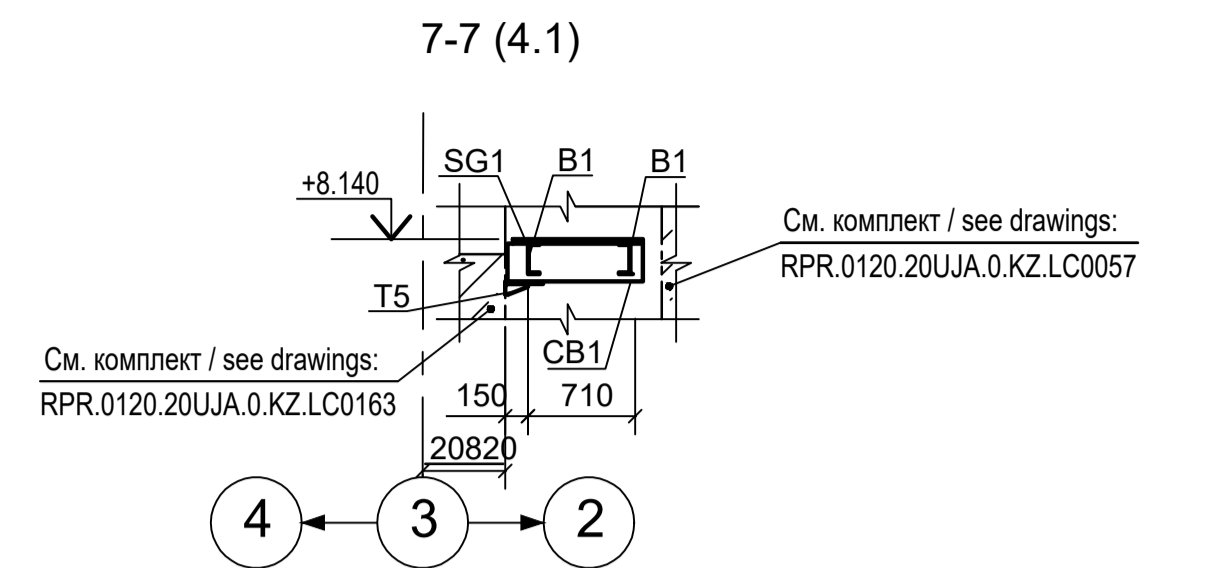 7-7 (4.1)
SG1
B1
B1
+8.140
См. комплект / see drawings:
RPR.0120.20UJA.0.KZ.LC0057
T5
См. комплект / see drawings:
RPR.0120.20UJA.0.KZ.LC0163
CB1
150
710
20820
4
3
2